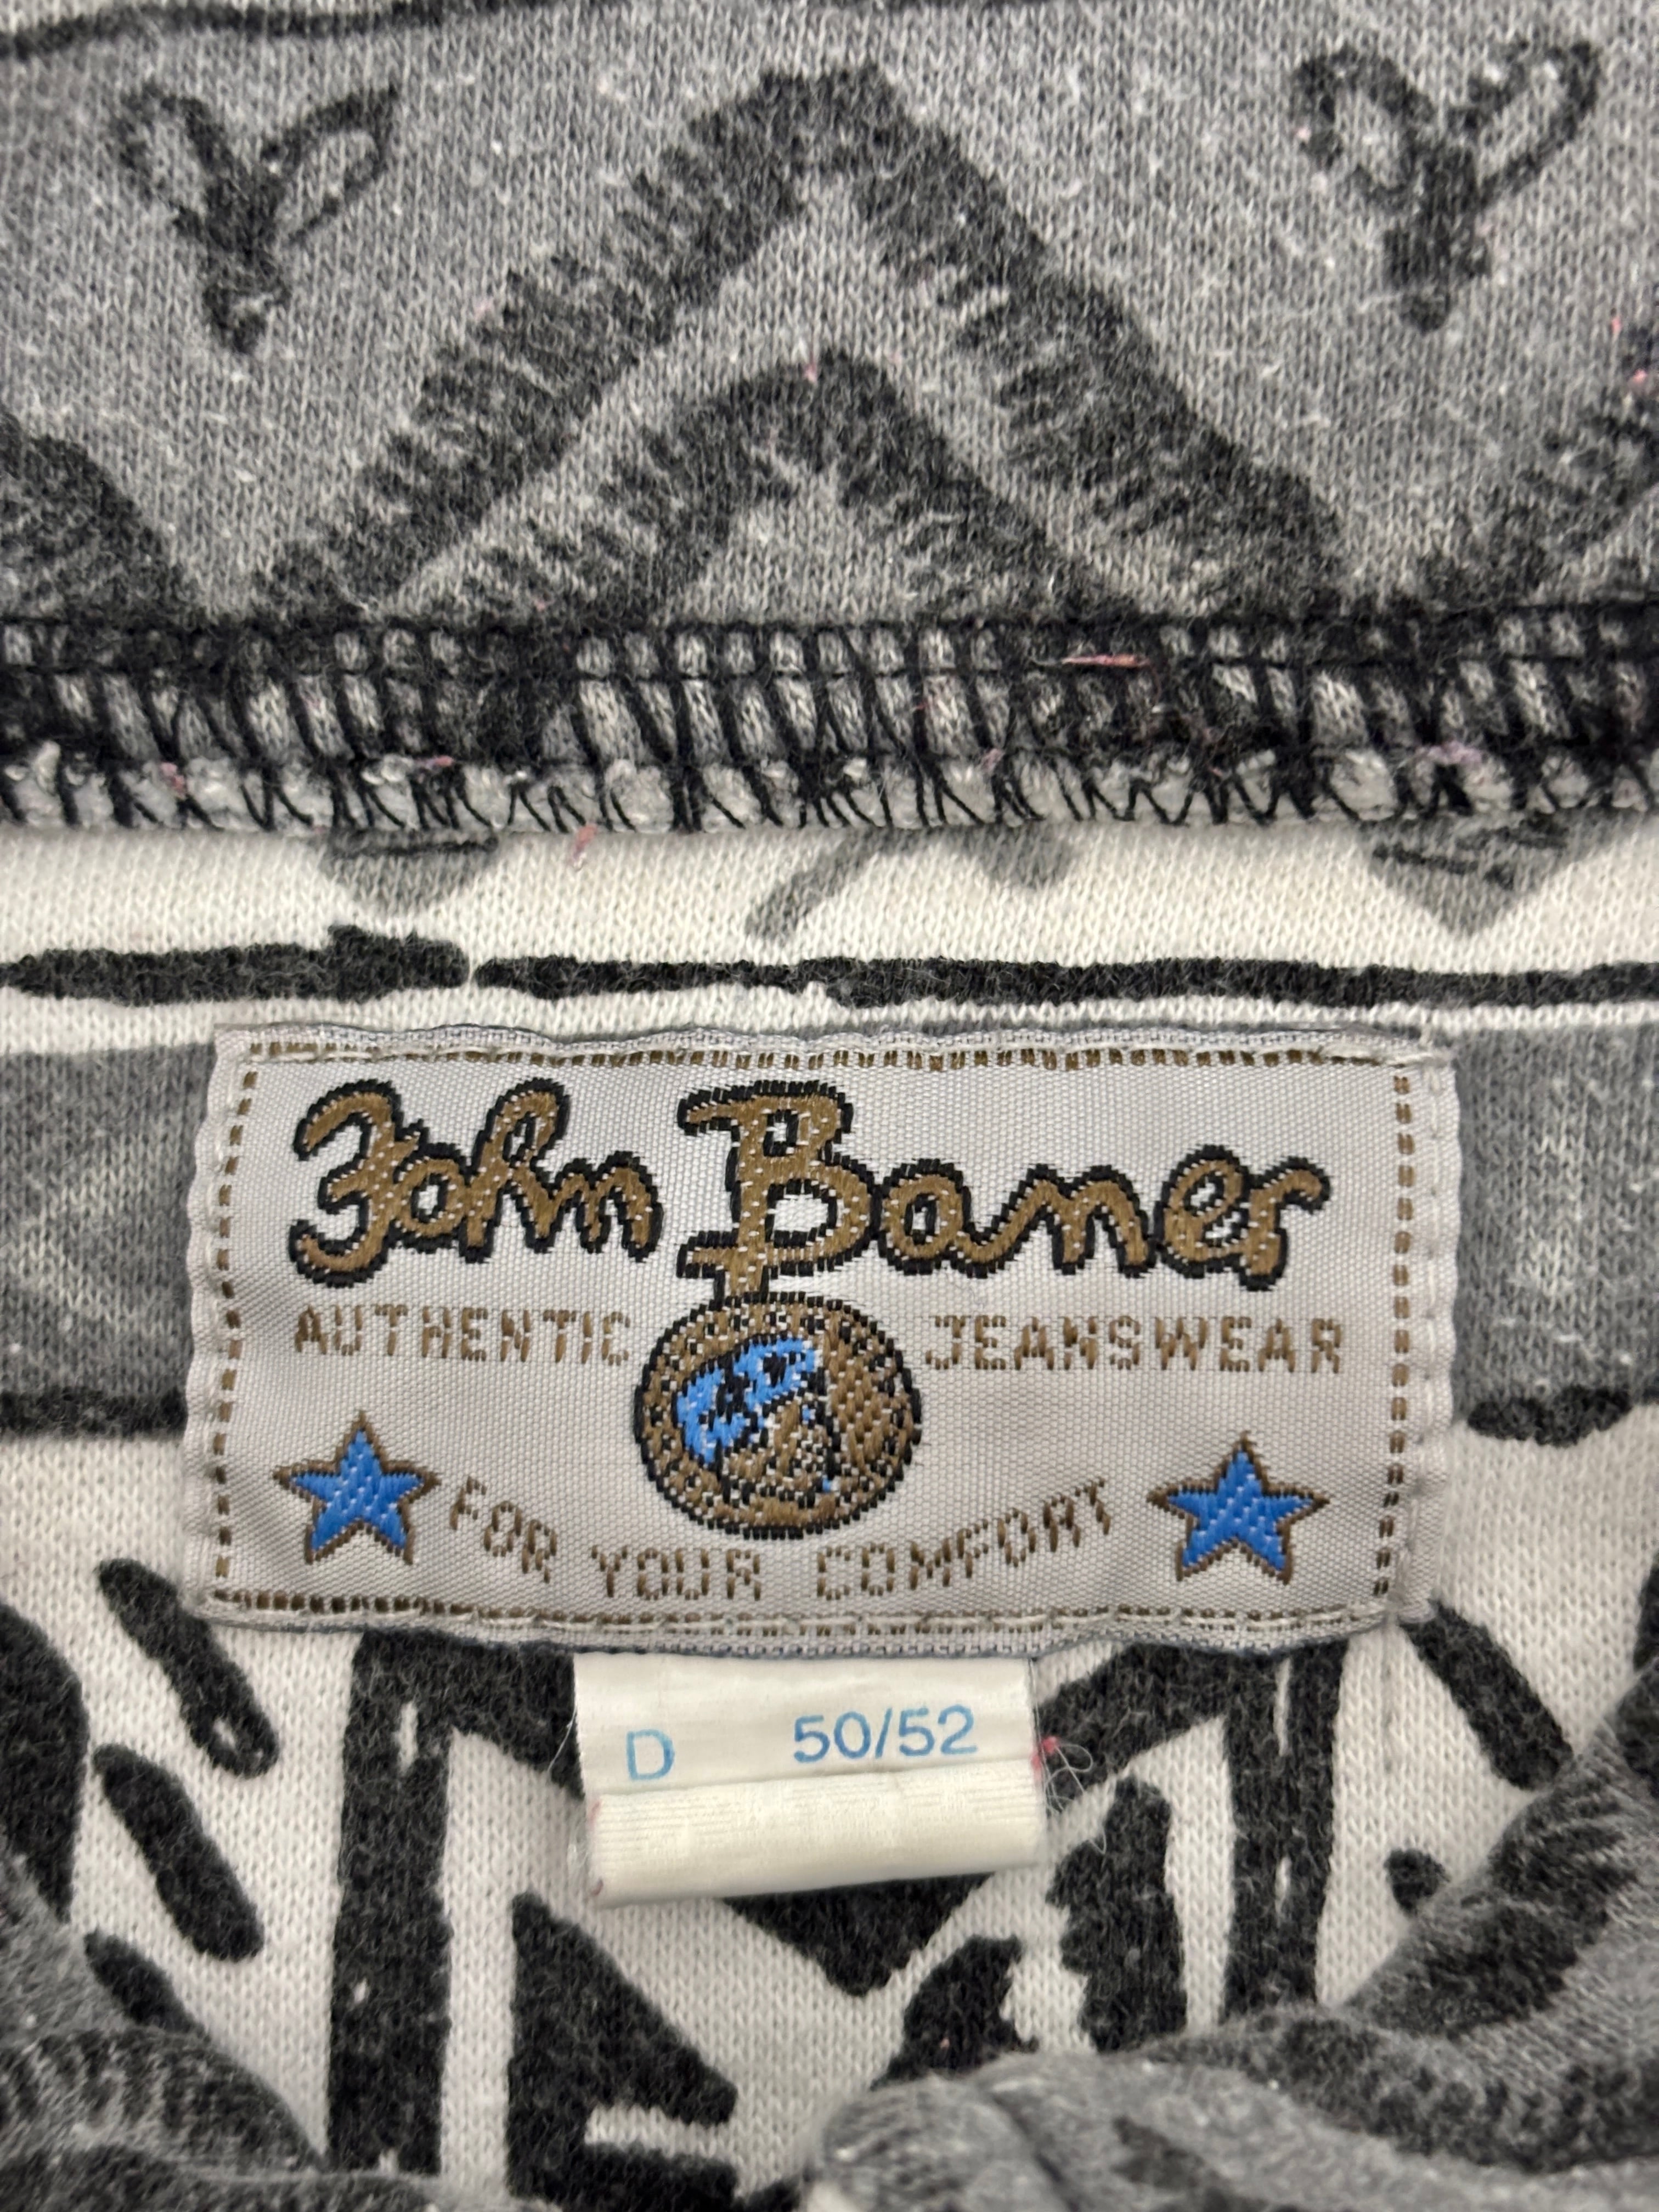 John Baner
AUTHENTIC JEANSWEAR
FOR YOUR COMFORT
D 50/52